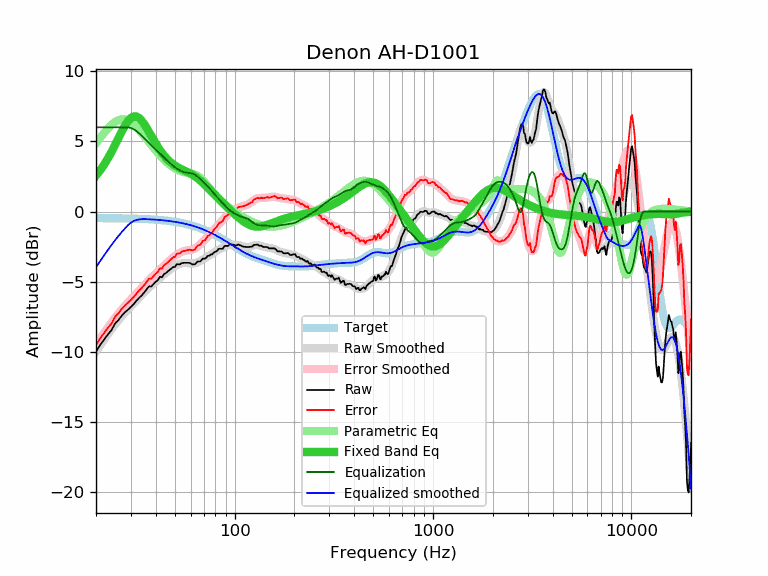 Denon AH-D1001
10
5
0
−5
−10
−15
−20
Amplitude (dBr)
Target
Raw Smoothed
Error Smoothed
Raw
Error
Parametric Eq
Fixed Band Eq
Equalization
Equalized smoothed
100
1000
10000
Frequency (Hz)